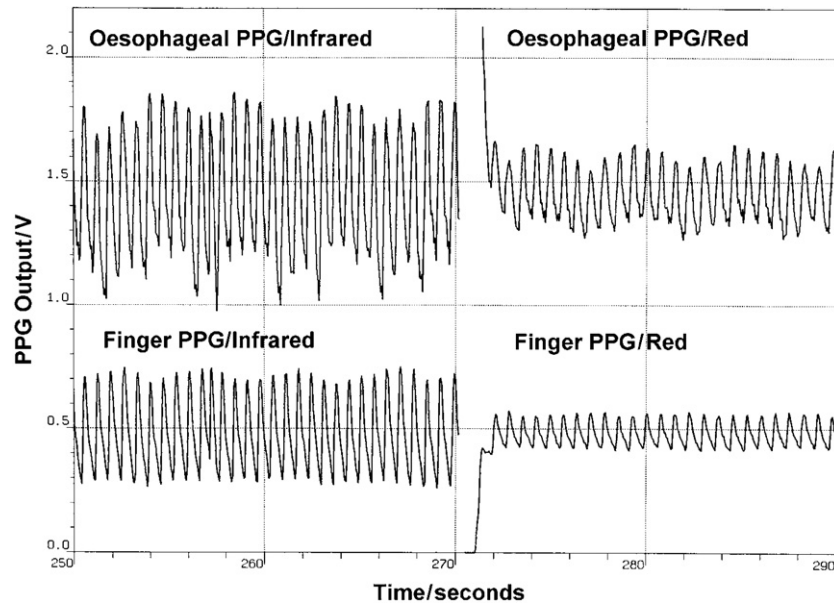 Oesophageal PPG/Infrared
Oesophageal PPG/Red
2.0
1.5
1.0
Finger PPG/Infrared
Finger PPG/Red
0.5
0.0
250
260
270
280
290
PPG Output/V
Time/seconds